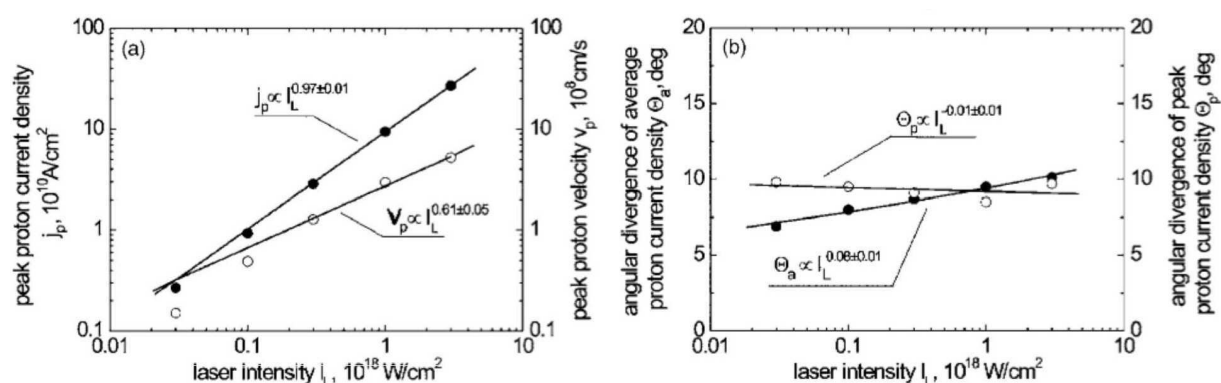 (a)
100
10
1
0.1
peak proton current density
j_p, 10^10 A/cm^2
j_p ∝ I_L^0.97±0.01
V_p ∝ I_L^0.61±0.05
100
10
1
0.1
peak proton velocity v_p, 10^8 cm/s
0.01
0.1
1
10
laser intensity I_L, 10^18 W/cm^2
(b)
20
15
10
5
0
angular divergence of average
proton current density Θ_a, deg
Θ_p ∝ I_L^-0.01±0.01
Θ_a ∝ I_L^0.08±0.01
20
15
10
5
0
angular divergence of peak
proton current density Θ_p, deg
0.01
0.1
1
10
laser intensity I_L, 10^18 W/cm^2